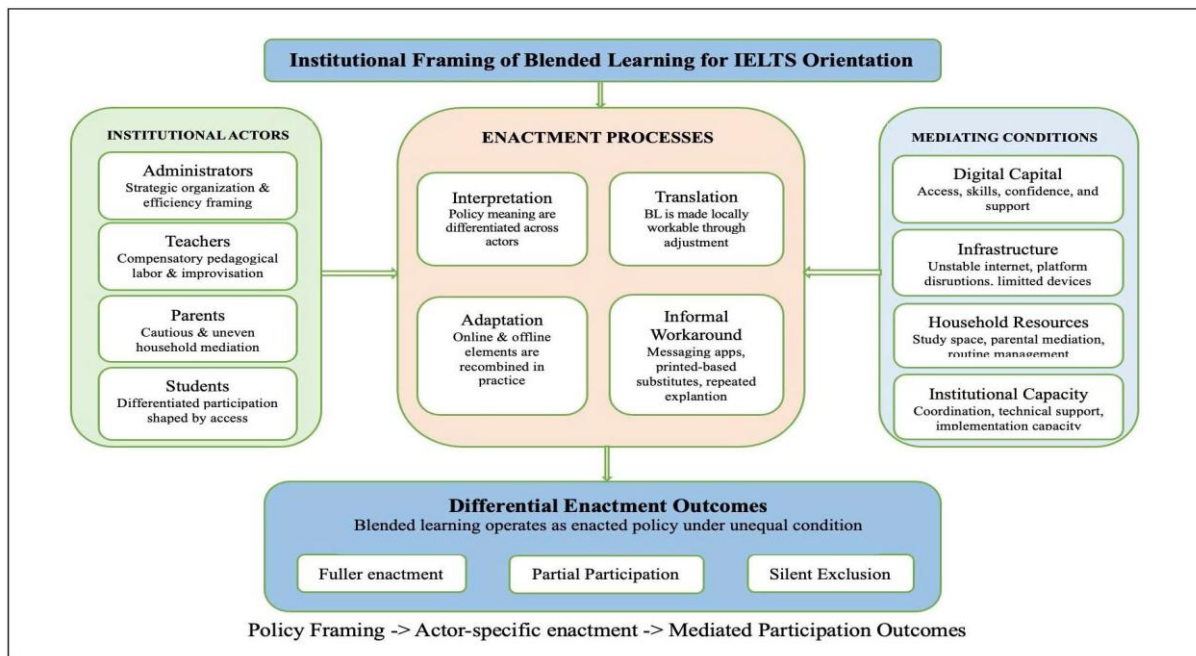 Institutional Framing of Blended Learning for IELTS Orientation
INSTITUTIONAL ACTORS
Administrators
Strategic organization &
efficiency framing
Teachers
Compensatory pedagogical
labor & improvisation
Parents
Cautious & uneven
household mediation
Students
Differentiated participation
shaped by access
ENACTMENT PROCESSES
Interpretation
Policy meaning are
differentiated across
actors
Translation
BL is made locally
workable through
adjustment
Adaptation
Online & offline
elements are
recombined in
practice
Informal
Workaround
Messaging apps,
printed-based
substitutes, repeated
explantion
MEDIATING CONDITIONS
Digital Capital
Access, skills, confidence, and
support
Infrastructure
Unstable internet, platform
disruptions, limitted devices
Household Resources
Study space, parental mediation,
routine management
Institutional Capacity
Coordination, technical support,
implementation capacity
Differential Enactment Outcomes
Blended learning operates as enacted policy under unequal condition
Fuller enactment
Partial Participation
Silent Exclusion
Policy Framing -> Actor-specific enactment -> Mediated Participation Outcomes